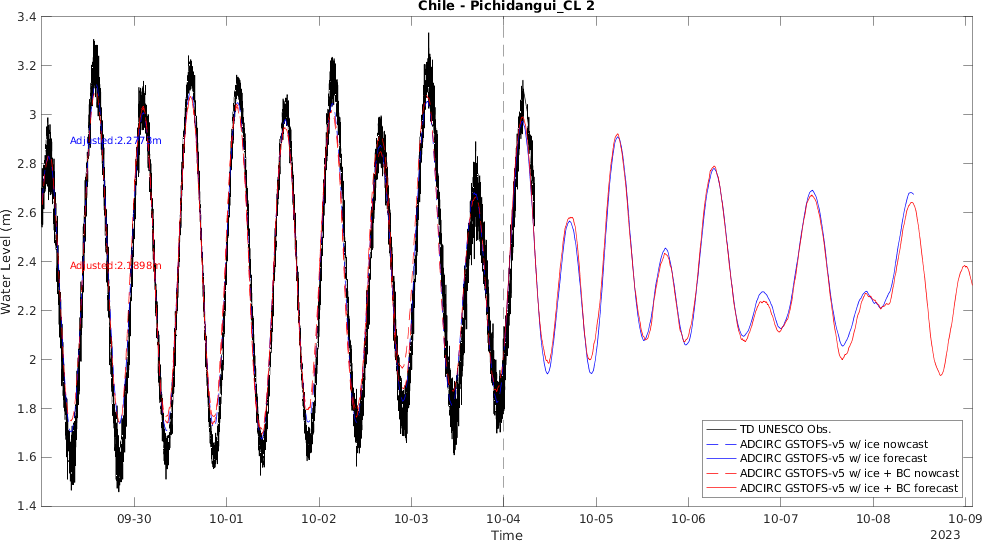 Chile - Pichidangui_CL 2
3.4
3.2
3
2.8
2.6
2.4
2.2
2
1.8
1.6
1.4
Water Level (m)
Adjusted:2.2778m
Adjusted:2.1898m
09-30
10-01
10-02
10-03
10-04
10-05
10-06
10-07
10-08
10-09
Time
2023
TD UNESCO Obs.
ADCIRC GSTOFS-v5 w/ ice nowcast
ADCIRC GSTOFS-v5 w/ ice forecast
ADCIRC GSTOFS-v5 w/ ice + BC nowcast
ADCIRC GSTOFS-v5 w/ ice + BC forecast